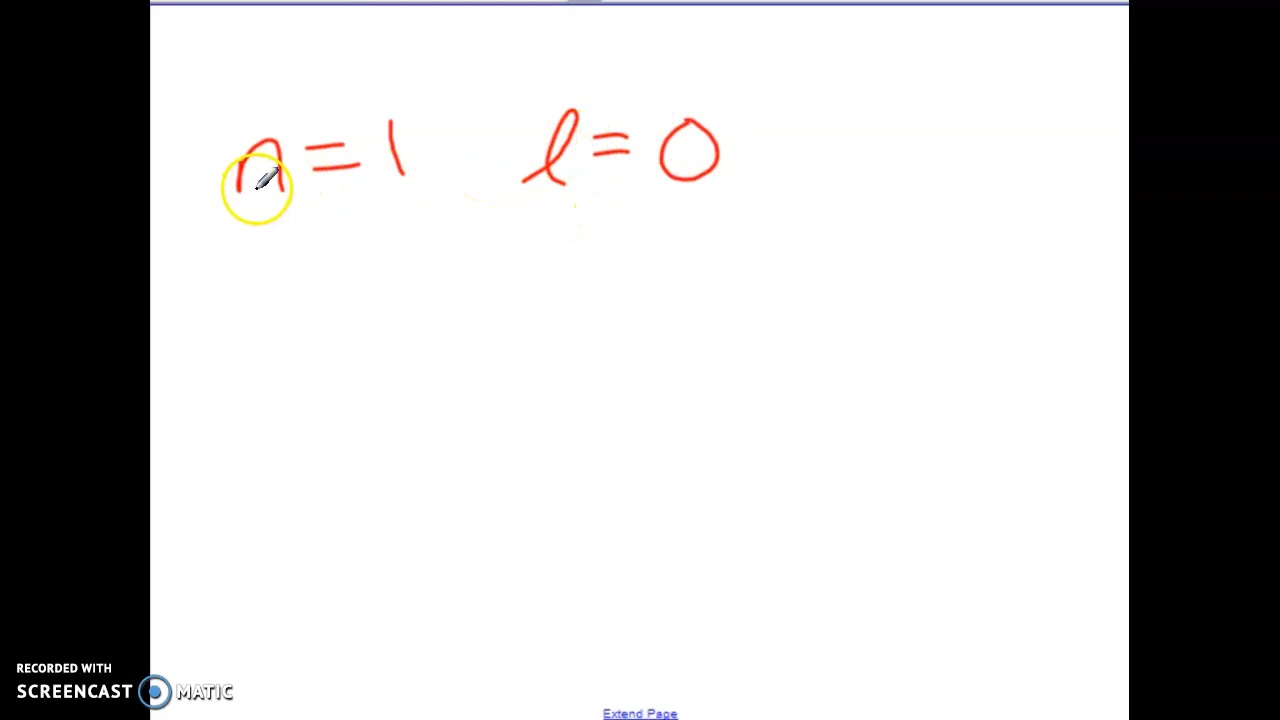 n = 1 l = 0
RECORDED WITH
SCREENCAST MATIC
Extend Page